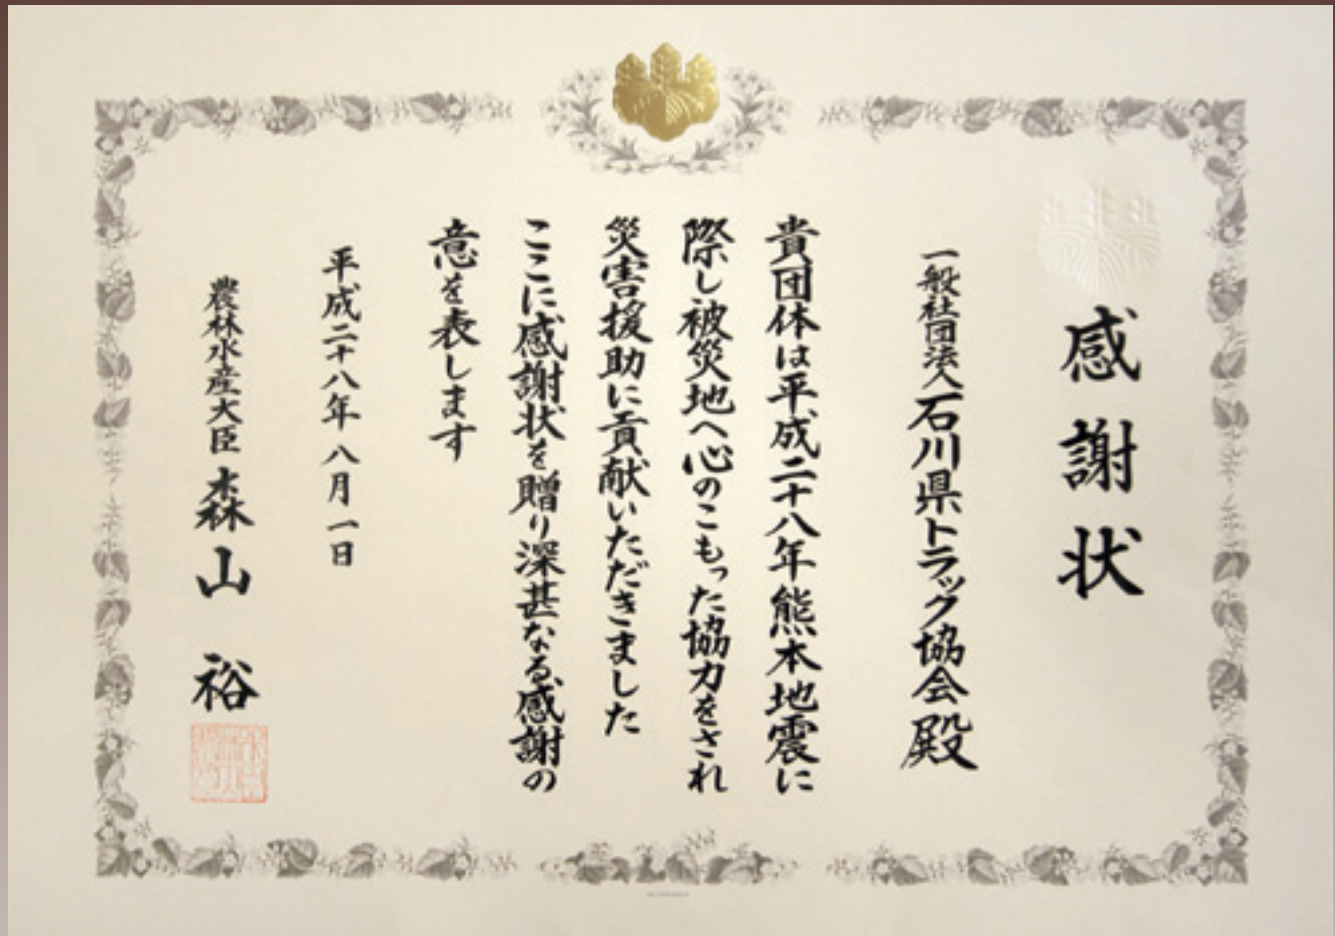 感謝状
一般社団法人石川県トラック協会殿
貴団体は平成二十八年熊本地震に
際し被災地へ心のこもった協力をされ
災害援助に貢献いただきました
ここに感謝状を贈り深甚なる感謝の
意を表します
平成二十八年八月一日
農林水産大臣 森山裕